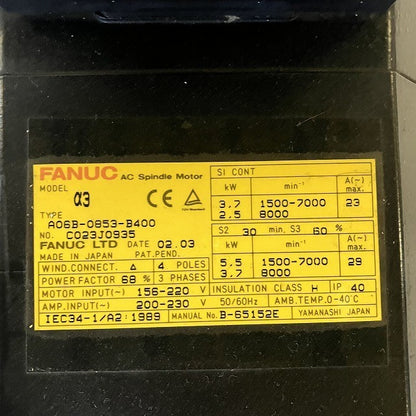 FANUC AC Spindle Motor
MODEL α3
CE
TYPE
A06B-0853-B400
NO. C023J0935
FANUC LTD DATE 02.03
MADE IN JAPAN PAT.PEND.
WIND.CONNECT. Δ 4 POLES
POWER FACTOR 68 % 3 PHASES
SI CONT
kW min⁻¹ A(~) max.
3.7 1500-7000 23
2.5 8000
S2 30 min. S3 60 %
kW min⁻¹ A(~) max.
5.5 1500-7000 29
3.7 8000
MOTOR INPUT(~) 156-220 V INSULATION CLASS H IP 40
AMP.INPUT(~) 200-230 V 50/60Hz AMB.TEMP.0-40℃
IEC34-1/A2:1989 MANUAL No.B-65152E YAMANASHI JAPAN